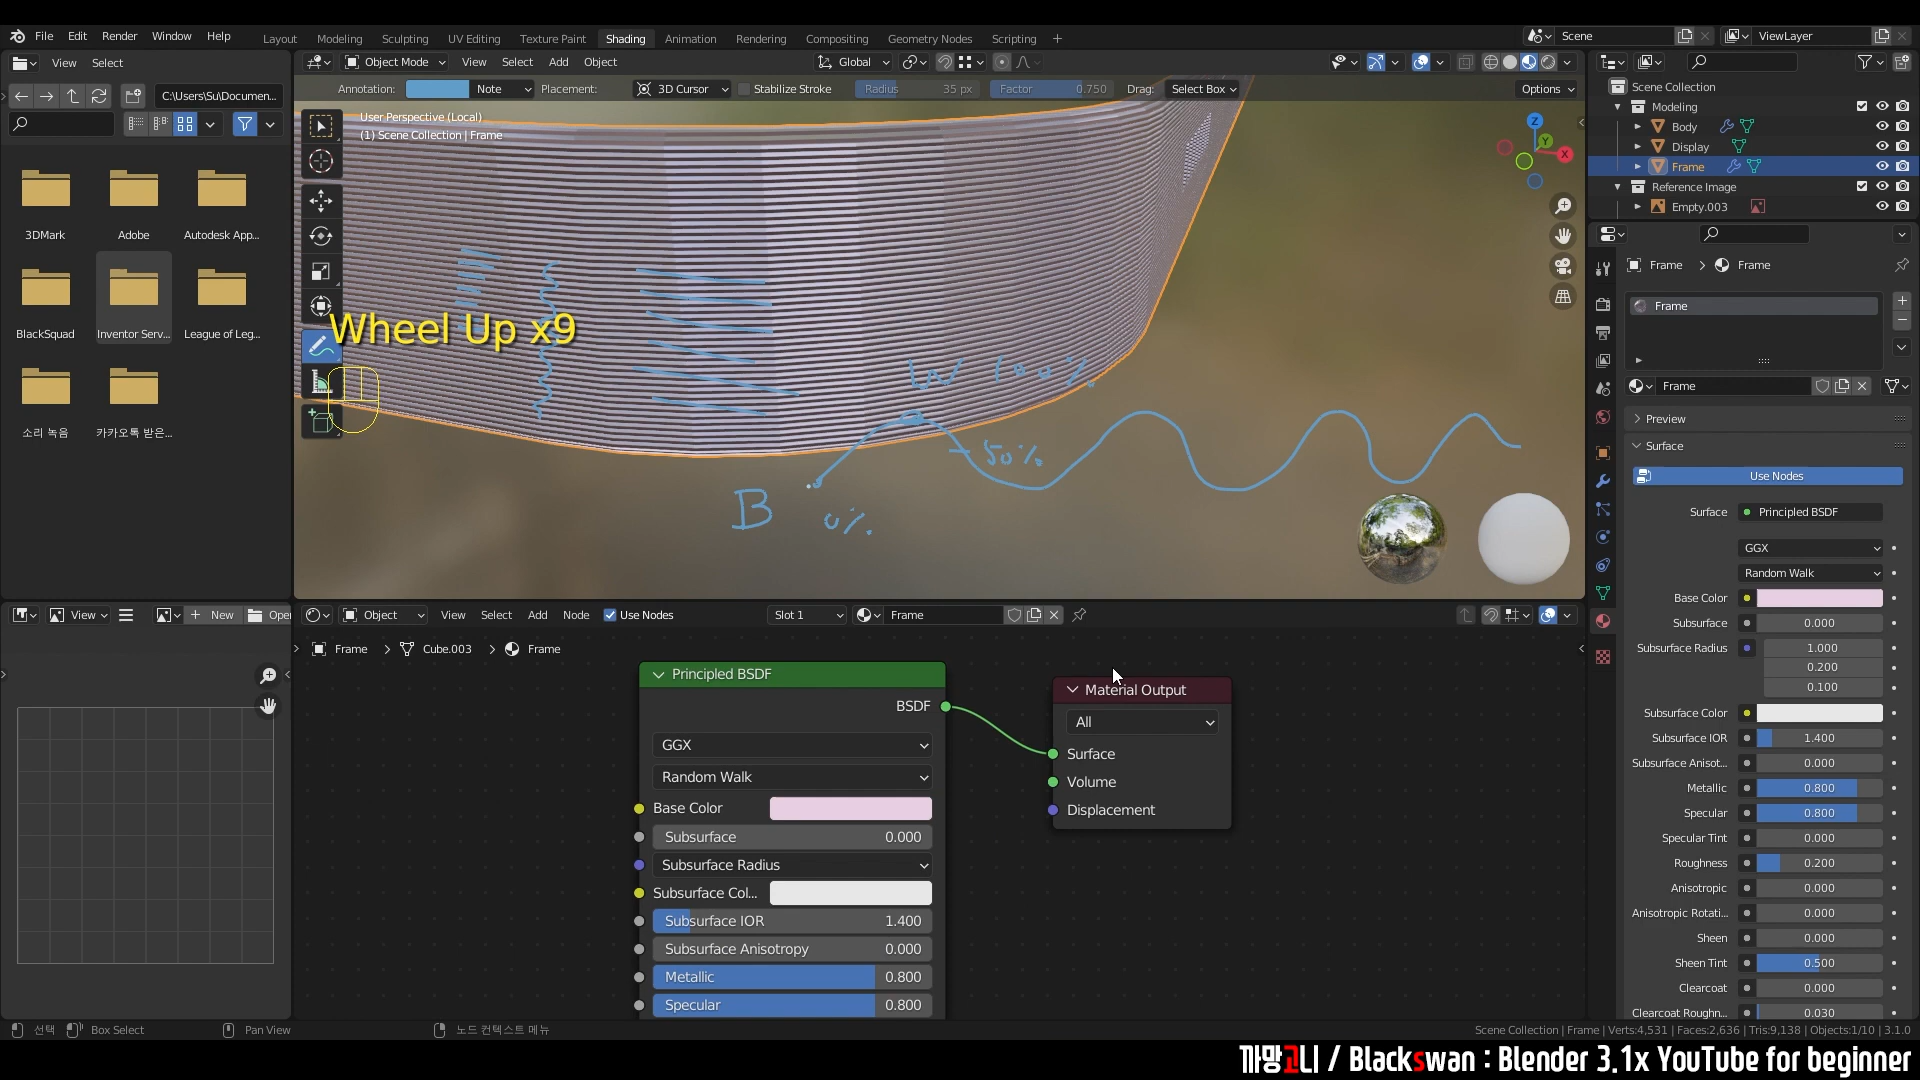 File Edit Render Window Help
Layout Modeling Sculpting UV Editing Texture Paint Shading Animation Rendering Compositing Geometry Nodes Scripting +
Scene
ViewLayer
View Select
Object Mode View Select Add Object
Global
C:\Users\Su\Documen...
Annotation: Note Placement: 3D Cursor Stabilize Stroke Radius 35 px Factor 0.750 Drag: Select Box
Options
User Perspective (Local)
(1) Scene Collection | Frame
Z
Y
X
Scene Collection
Modeling
Body
Display
Frame
Reference Image
Empty.003
3DMark
Adobe
Autodesk App...
BlackSquad
Inventor Serv...
League of Leg...
소리 녹음
카카오톡 받은...
Wheel Up x9
W 100%
50%
B 0%
Frame > Frame
Frame
Frame
Preview
Surface
Use Nodes
Surface Principled BSDF
GGX
Random Walk
Base Color
Subsurface 0.000
Subsurface Radius 1.000
0.200
0.100
Subsurface Color
Subsurface IOR 1.400
Subsurface Anisot... 0.000
Metallic 0.800
Specular 0.800
Specular Tint 0.000
Roughness 0.200
Anisotropic 0.000
Anisotropic Rotati... 0.000
Sheen 0.000
Sheen Tint 0.500
Clearcoat 0.000
Clearcoat Roughn... 0.030
View + New Ope
Object View Select Add Node Use Nodes Slot 1 Frame
Frame > Cube.003 > Frame
Principled BSDF
BSDF
GGX
Random Walk
Base Color
Subsurface 0.000
Subsurface Radius
Subsurface Col...
Subsurface IOR 1.400
Subsurface Anisotropy 0.000
Metallic 0.800
Specular 0.800
Material Output
All
Surface
Volume
Displacement
선택 Box Select Pan View 노드 컨텍스트 메뉴
Scene Collection | Frame | Verts:4,531 | Faces:2,636 | Tris:9,138 | Objects:1/10 | 3.1.0
까망고니 / Blackswan : Blender 3.1x YouTube for beginner